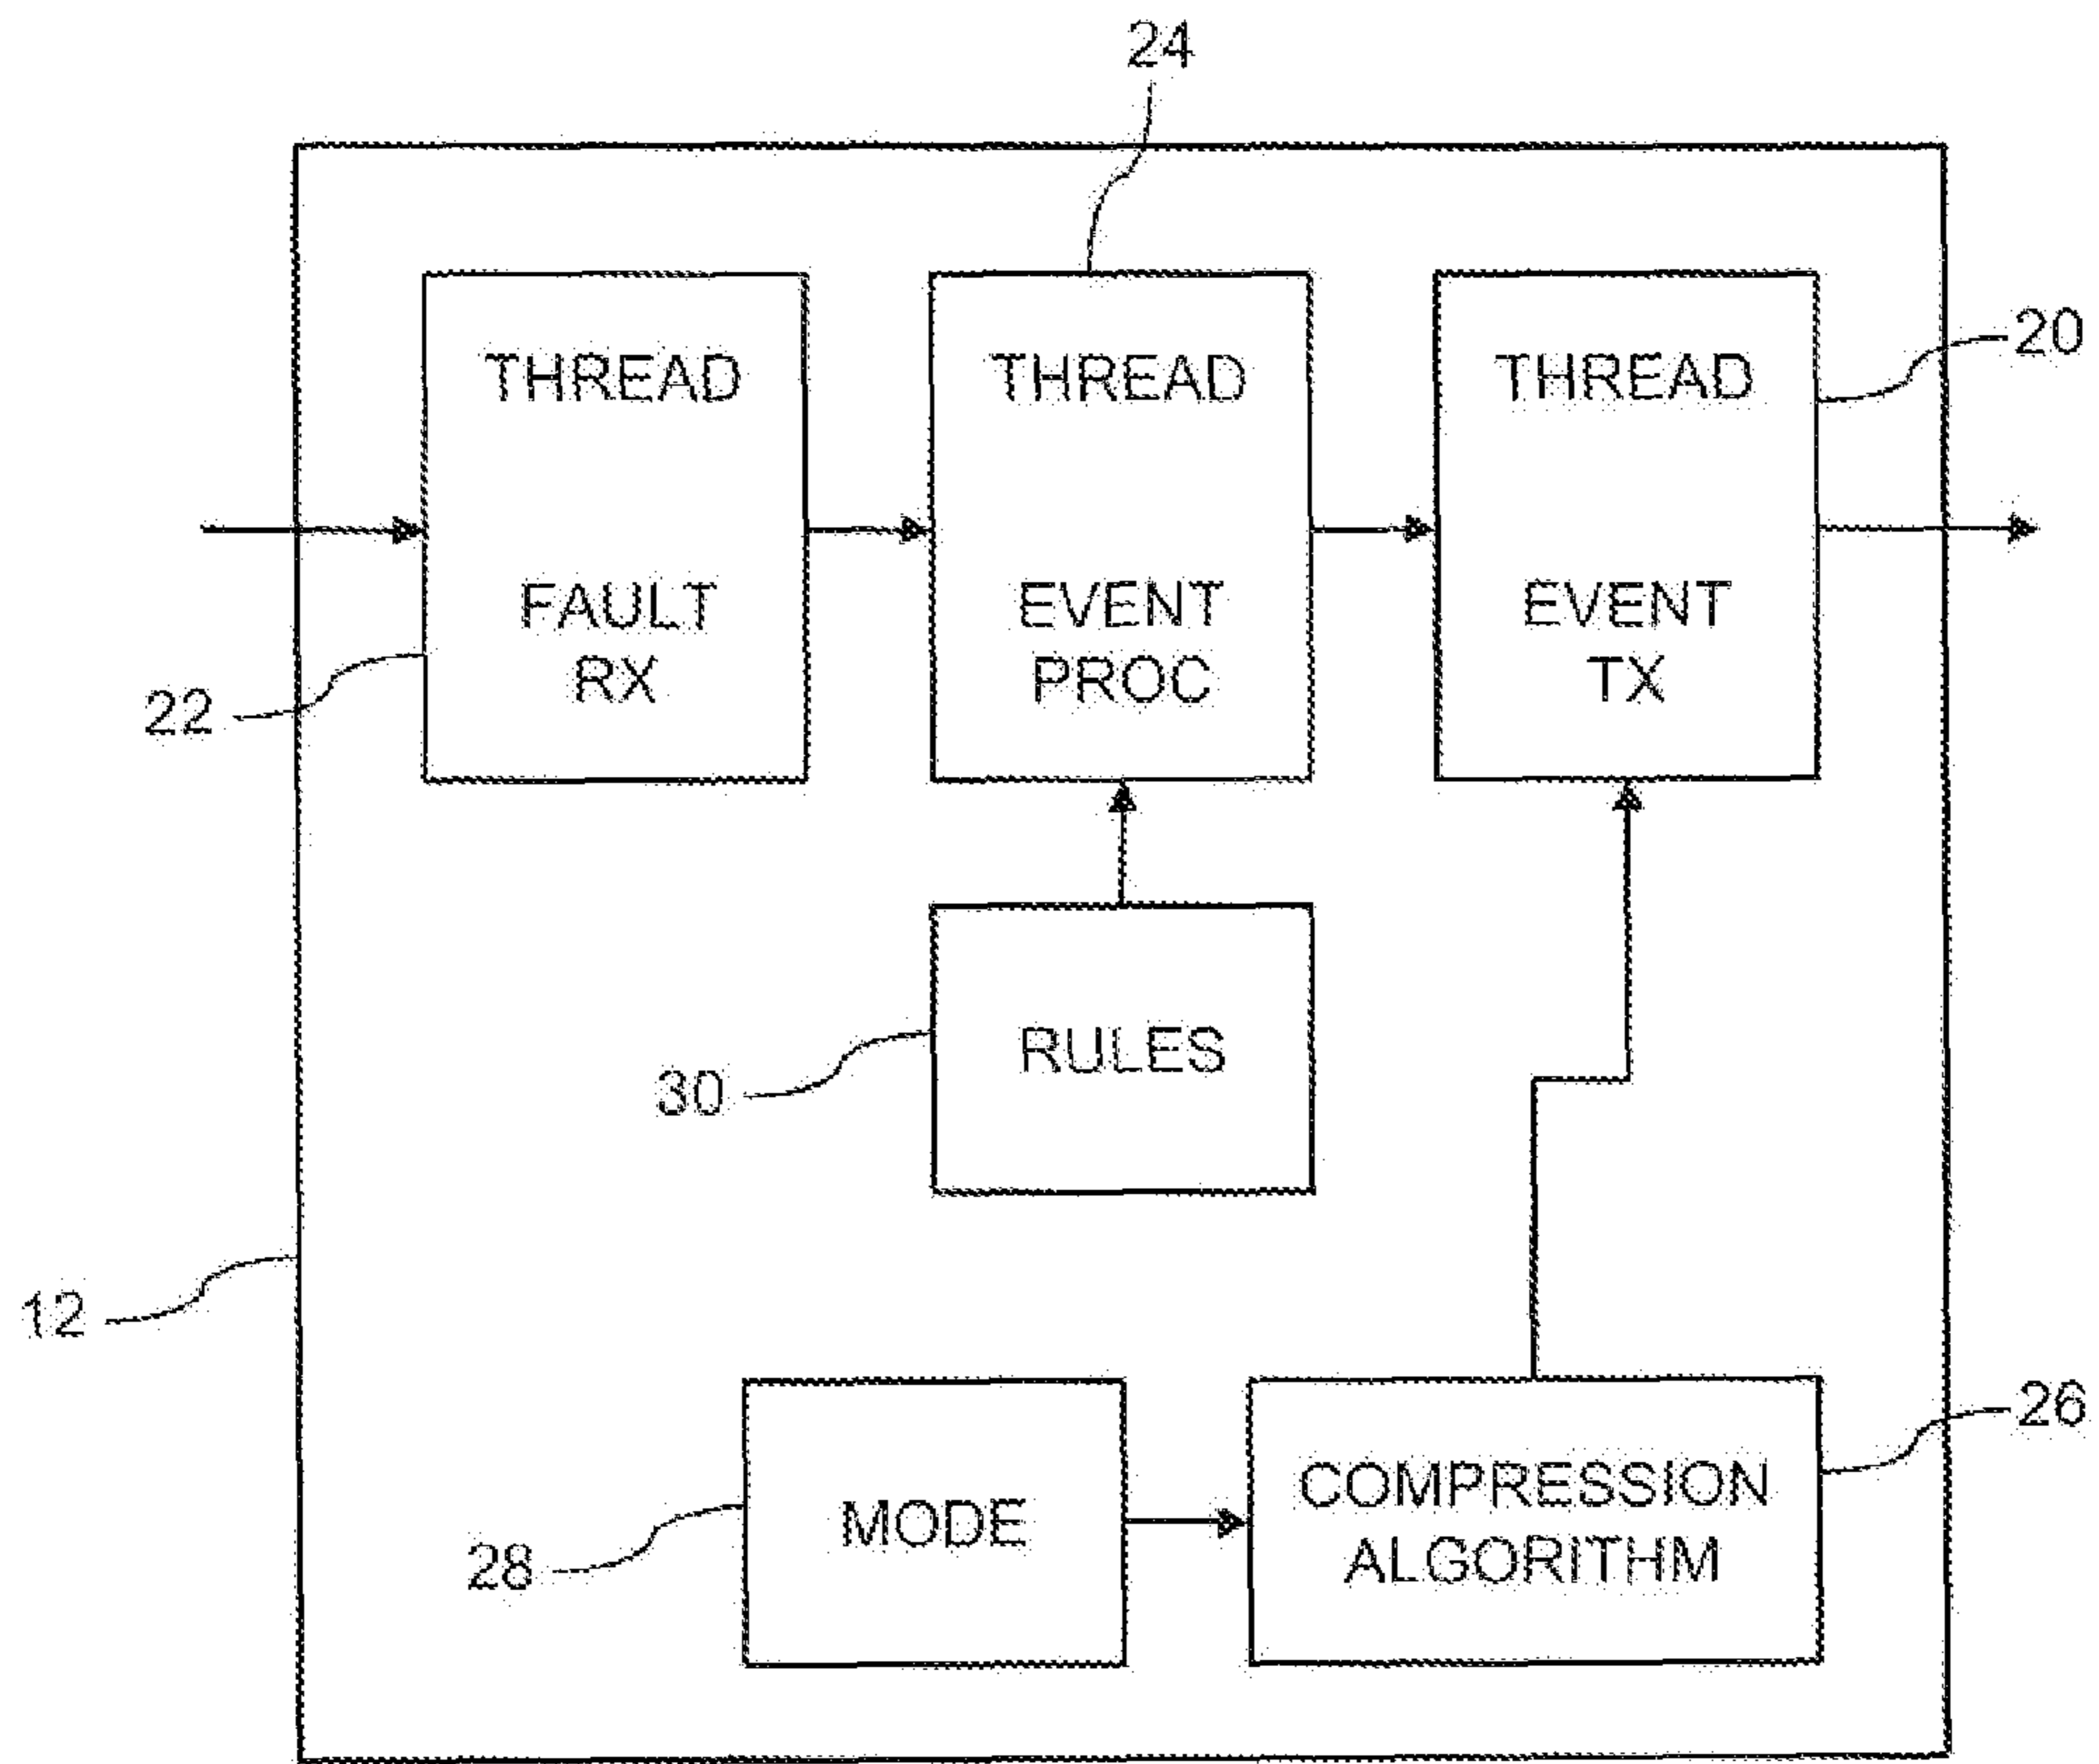 24
THREAD
THREAD
THREAD
20
FAULT
RX
EVENT
PROC
EVENT
TX
22
RULES
30
12
MODE
28
COMPRESSION
ALGORITHM
26